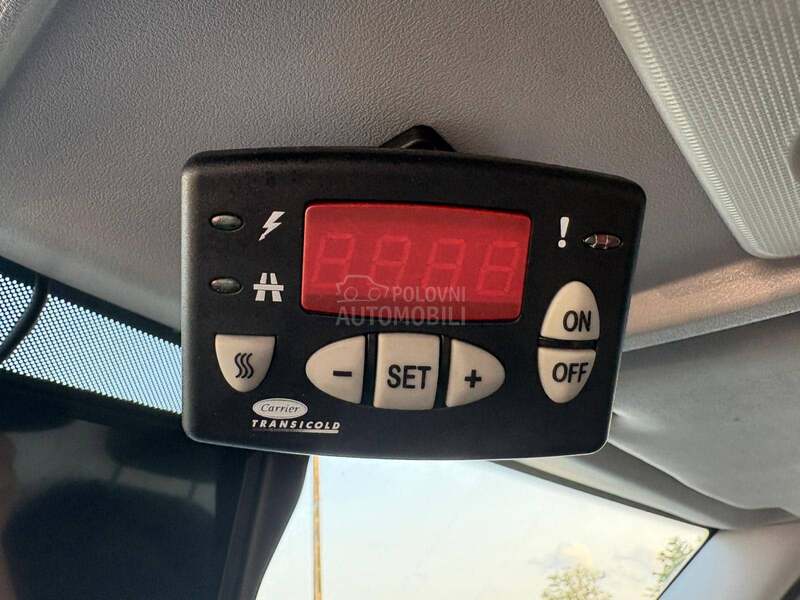 !
POLOVNI
AUTOMOBILI
ON
- SET +
OFF
Carrier
TRANSICOLD